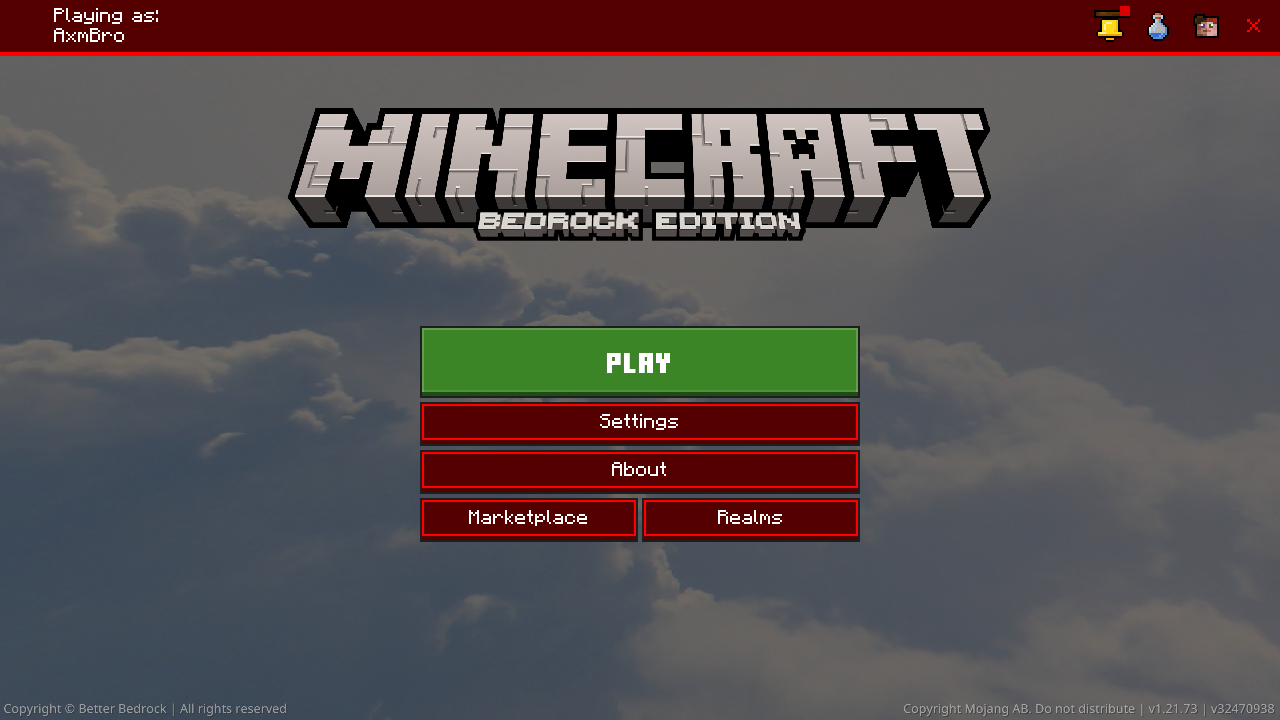 Playing as:
AxmBro
MINECRAFT
BEDROCK EDITION
PLAY
Settings
About
Marketplace
Realms
Copyright © Better Bedrock | All rights reserved
Copyright Mojang AB. Do not distribute | v1.21.73 | v32470938